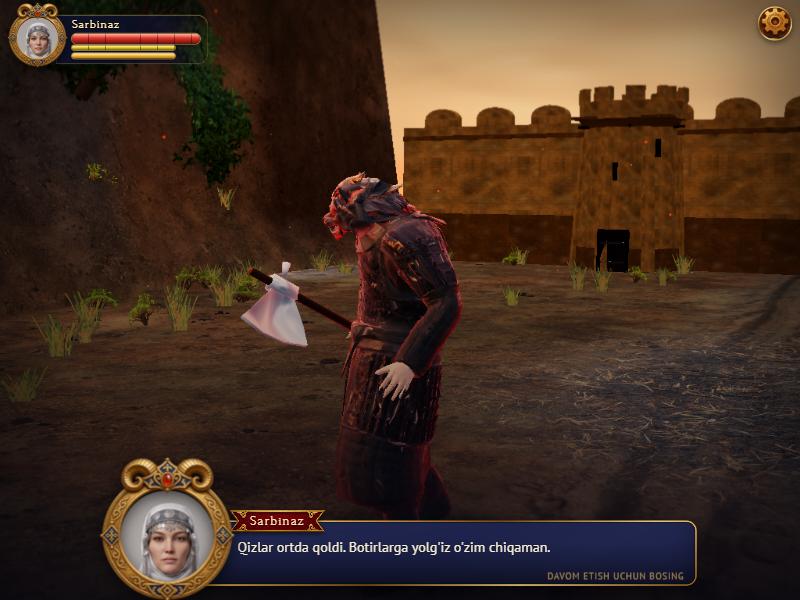 Sarbinaz
Sarbinaz
Qizlar ortda qoldi. Botirlarga yolg'iz o'zim chiqaman.
DAVOM ETISH UCHUN BOSING